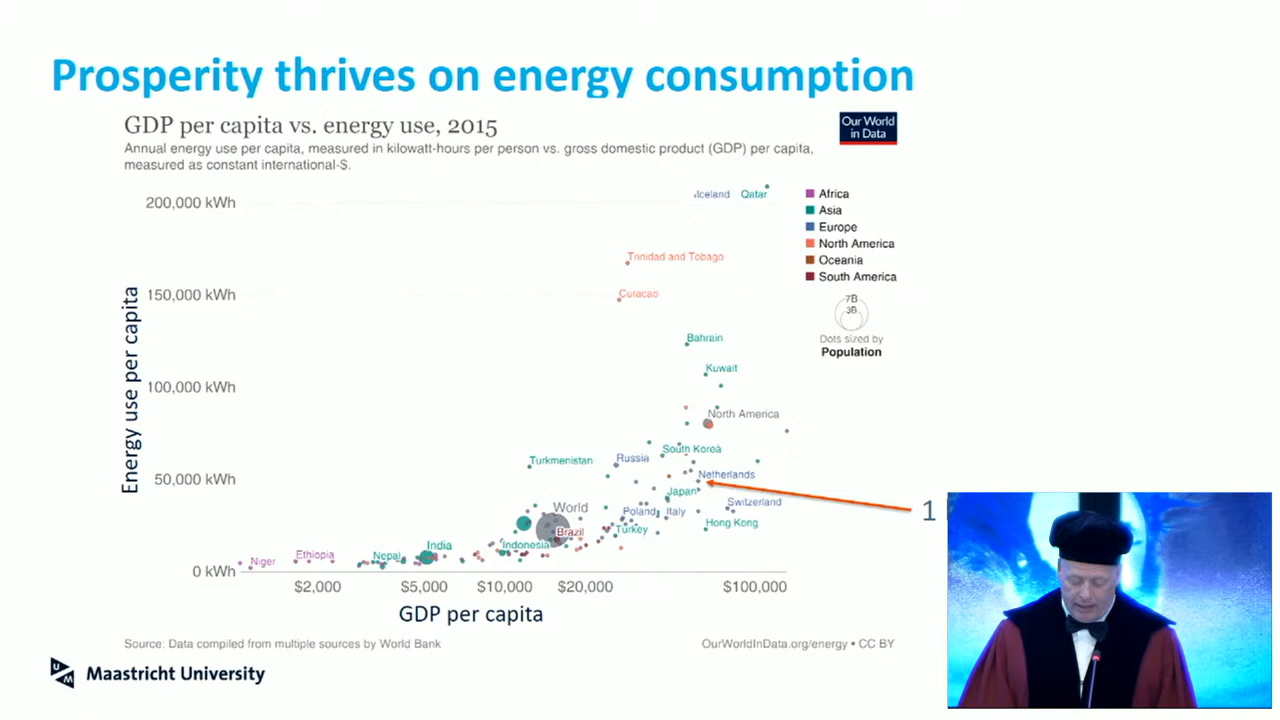 Prosperity thrives on energy consumption
GDP per capita vs. energy use, 2015
Annual energy use per capita, measured in kilowatt-hours per person vs. gross domestic product (GDP) per capita,
measured as constant international-$.
Our World
in Data
200,000 kWh
150,000 kWh
100,000 kWh
50,000 kWh
0 kWh
Energy use per capita
Iceland
Qatar
Trinidad and Tobago
Curacao
Bahrain
Kuwait
North America
South Korea
Russia
Turkmenistan
Netherlands
Japan
Switzerland
World
Poland
Italy
Hong Kong
Turkey
Brazil
India
Indonesia
Nepal
Ethiopia
Niger
$2,000
$5,000
$10,000
$20,000
$100,000
GDP per capita
Africa
Asia
Europe
North America
Oceania
South America
7B
3B
Dots sized by
Population
1
Source: Data compiled from multiple sources by World Bank
OurWorldInData.org/energy • CC BY
UM
Maastricht University